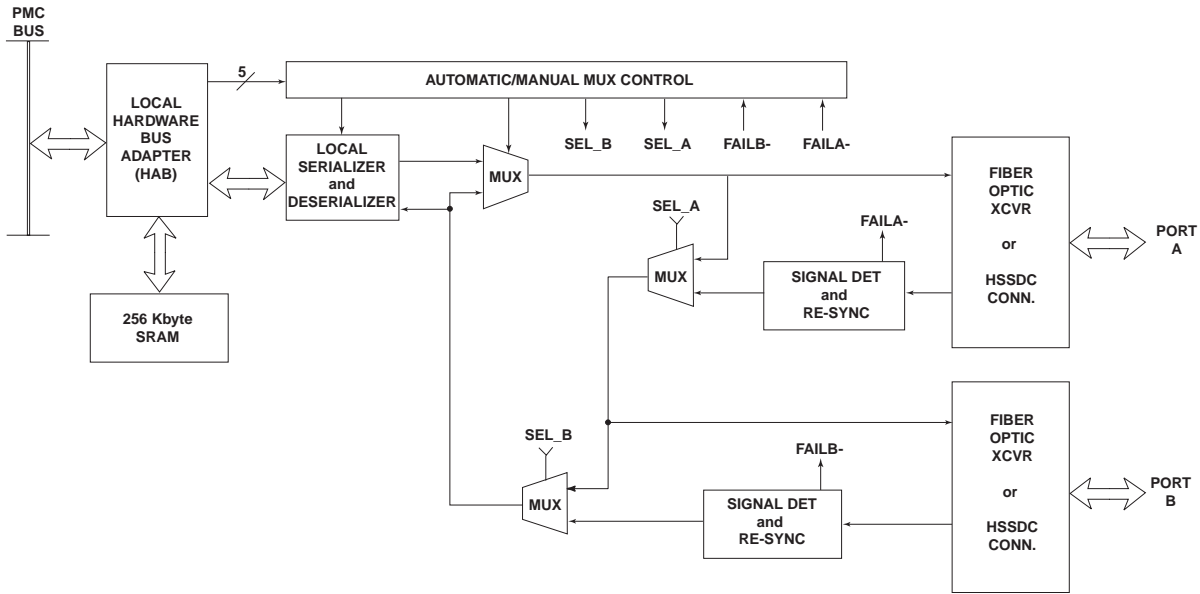 PMC
BUS
5
AUTOMATIC/MANUAL MUX CONTROL
LOCAL
HARDWARE
BUS
ADAPTER
(HAB)
SEL_B
SEL_A
FAILB-
FAILA-
LOCAL
SERIALIZER
and
DESERIALIZER
MUX
FIBER
OPTIC
XCVR
or
HSSDC
CONN.
PORT
A
SEL_A
FAILA-
MUX
SIGNAL DET
and
RE-SYNC
256 Kbyte
SRAM
SEL_B
FAILB-
MUX
SIGNAL DET
and
RE-SYNC
FIBER
OPTIC
XCVR
or
HSSDC
CONN.
PORT
B